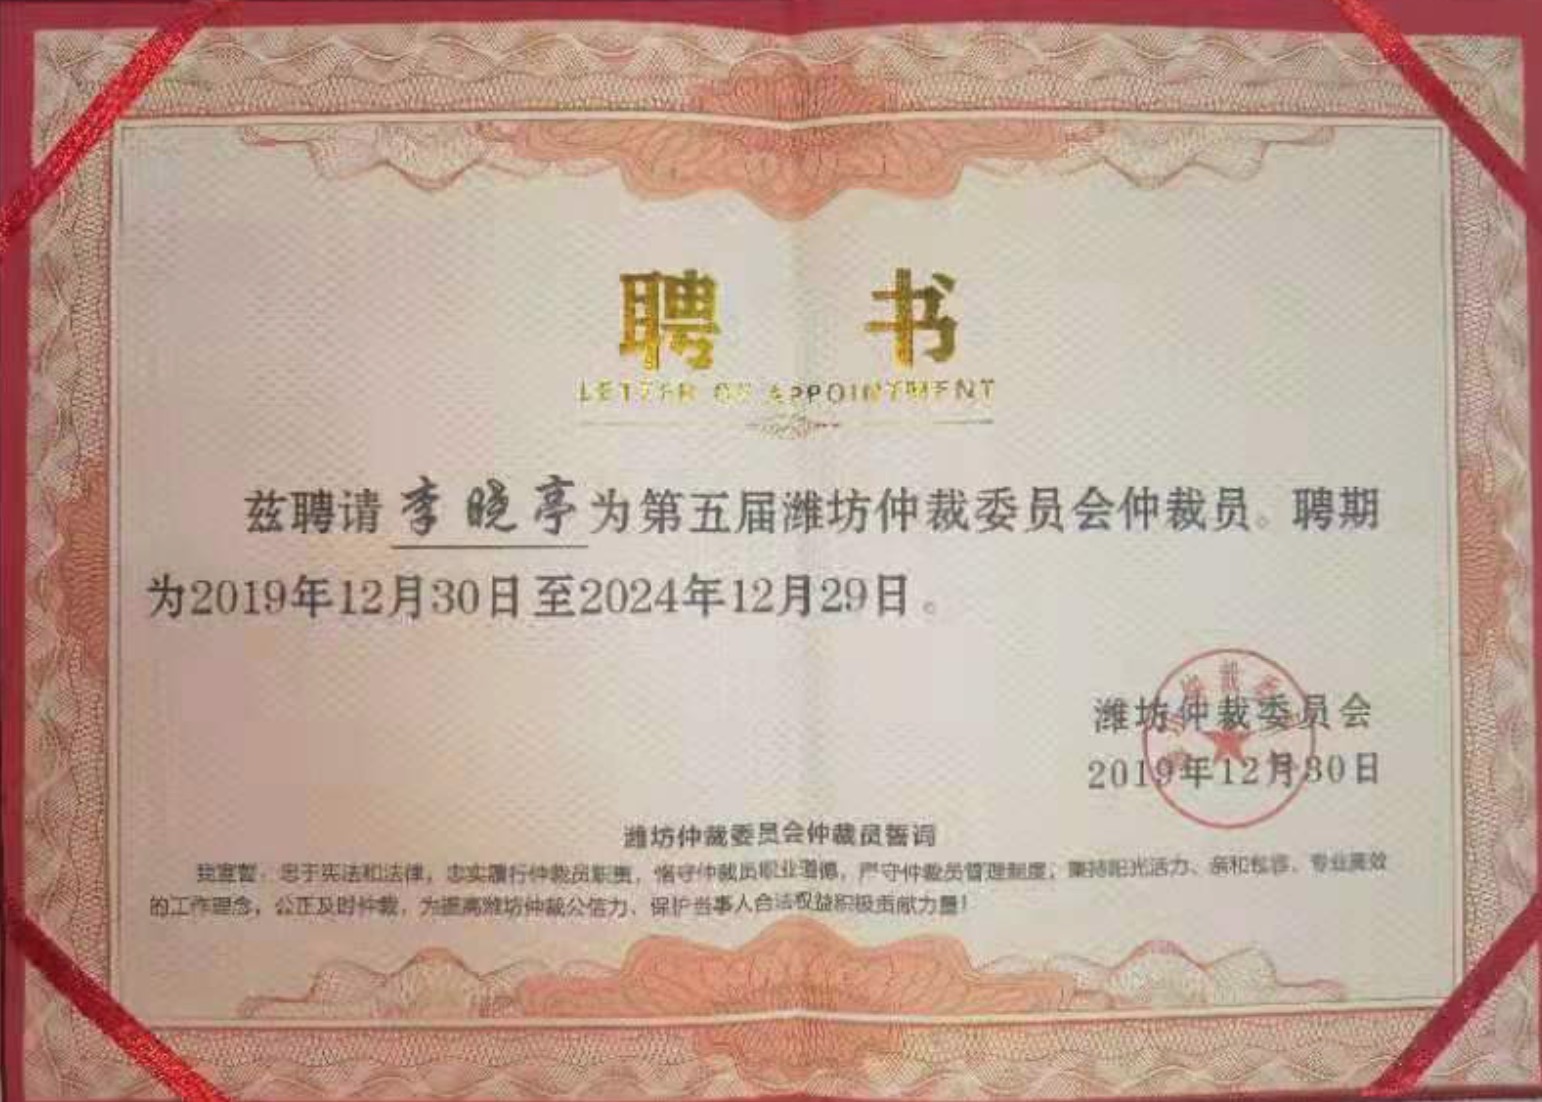 聘 书
LETTER OF APPOINTMENT
兹聘请 李晓亭 为第五届潍坊仲裁委员会仲裁员。聘期
为2019年12月30日至2024年12月29日。
潍坊仲裁委员会
2019年12月30日
潍坊仲裁委员会仲裁员誓词
我宣誓：忠于宪法和法律，忠实履行仲裁员职责，恪守仲裁员职业道德，严守仲裁员管理制度；秉持阳光活力、亲和包容、专业高效
的工作理念，公正及时仲裁，为提高潍坊仲裁公信力、保护当事人合法权益积极贡献力量！